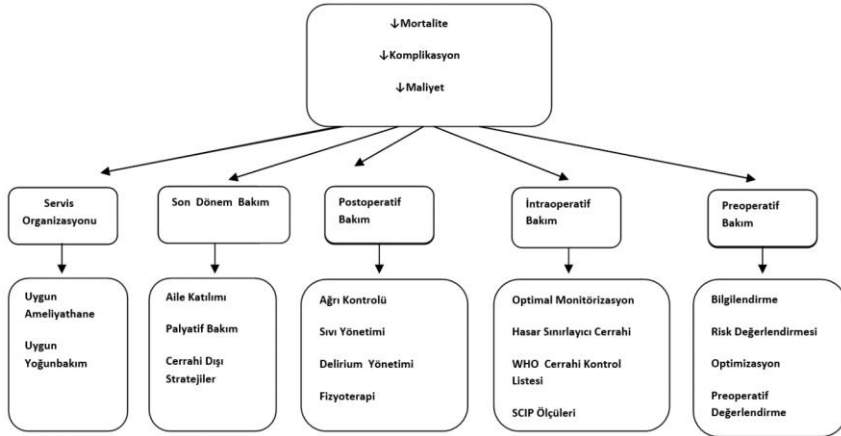 ↓Mortalite
↓Komplikasyon
↓Maliyet
Servis
Organizasyonu
Son Dönem Bakım
Postoperatif
Bakım
İntraoperatif
Bakım
Preoperatif
Bakım
Uygun
Ameliyathane
Uygun
Yoğunbakım
Aile Katılımı
Palyatif Bakım
Cerrahi Dışı
Stratejiler
Ağrı Kontrolü
Sıvı Yönetimi
Delirium Yönetimi
Fizyoterapi
Optimal Monitörizasyon
Hasar Sınırlayıcı Cerrahi
WHO Cerrahi Kontrol
Listesi
SCIP Ölçüleri
Bilgilendirme
Risk Değerlendirmesi
Optimizasyon
Preoperatif
Değerlendirme